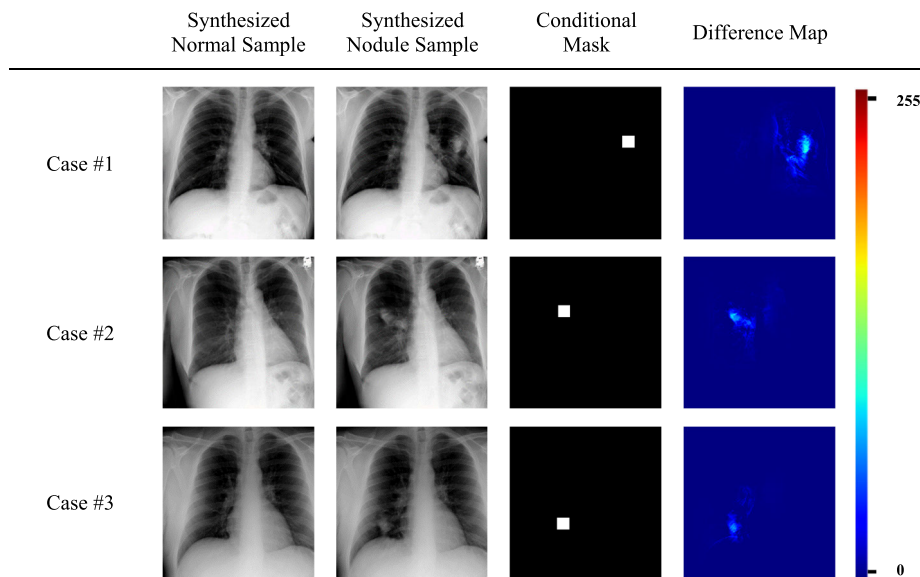 Synthesized
Normal Sample
Synthesized
Nodule Sample
Conditional
Mask
Difference Map
Case #1
Case #2
Case #3
255
0